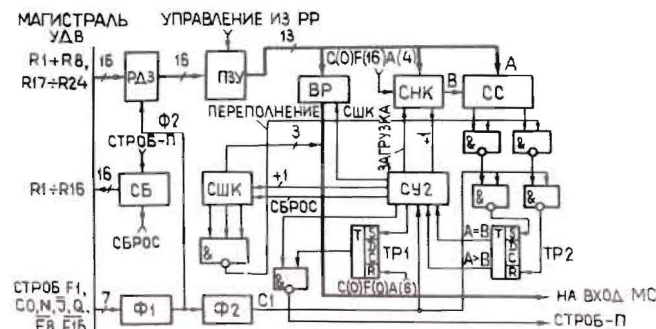 МАГИСТРАЛЬ
УДВ
УПРАВЛЕНИЕ ИЗ РР
R1÷R8,
R17÷R24
16
РДЗ
16
ПЗУ
13
С(0)F(16)A(4)
ВР
СНК
В
СС
А
Ф2
ПЕРЕПОЛНЕНИЕ
СШК
ЗАГРУЗКА
+1
СТРОБ-П
3
R1÷R16
16
СБ
СБРОС
СШК
+1
СБРОС
СУ2
&
&
&
&
&
&
Т
S
D
C
R
ТР1
С(0)F(0)A(6)
А=В
А>В
Т
S
D
C
R
ТР2
СТРОБ F1,
C0,N,J,Q,
F8,F16
7
Ф1
Ф2
С1
НА ВХОД МС
СТРОБ-П